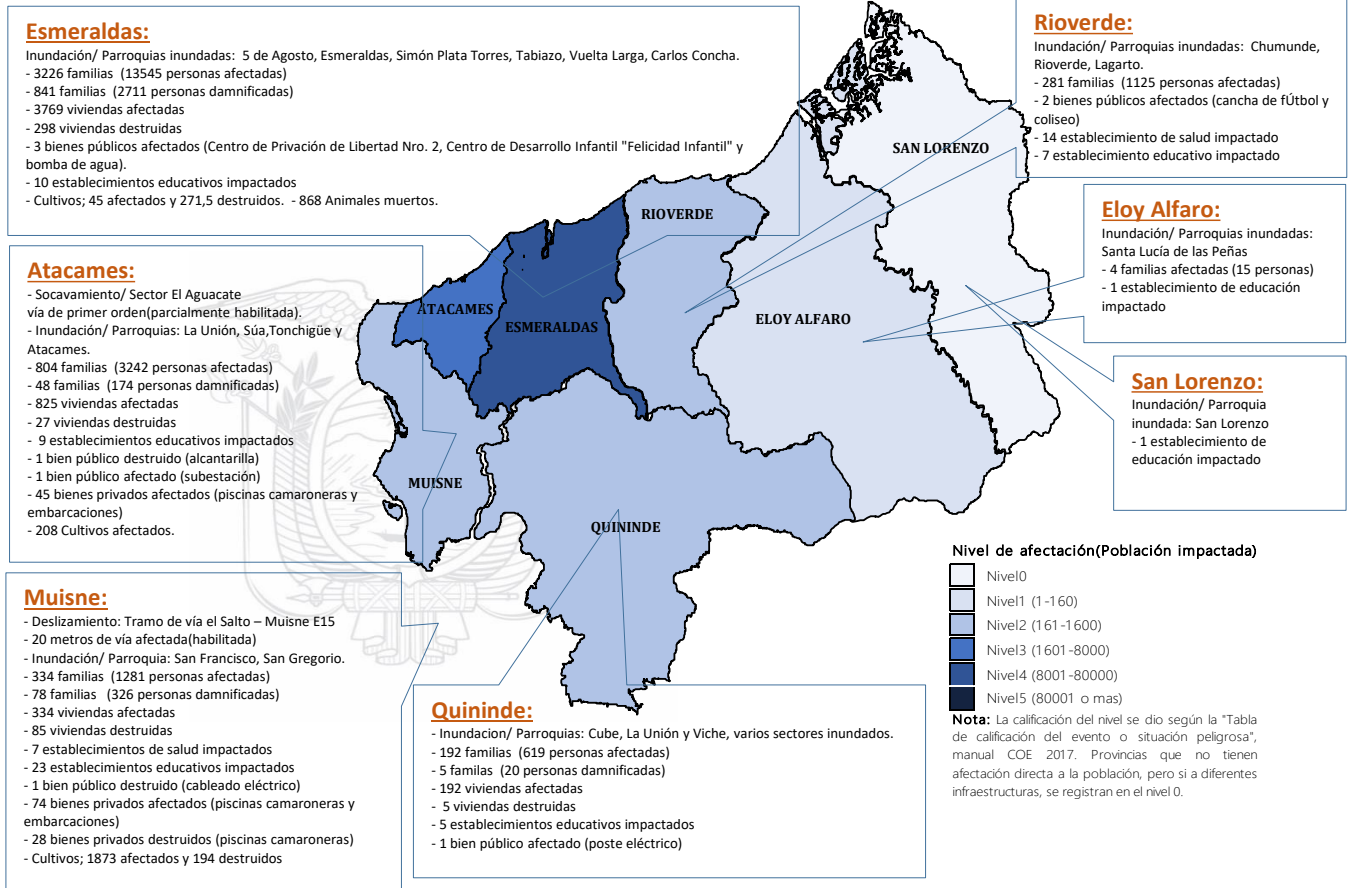 Esmeraldas:
Inundación/ Parroquias inundadas: 5 de Agosto, Esmeraldas, Simón Plata Torres, Tabiazo, Vuelta Larga, Carlos Concha.
- 3226 familias (13545 personas afectadas)
- 841 familias (2711 personas damnificadas)
- 3769 viviendas afectadas
- 298 viviendas destruidas
- 3 bienes públicos afectados (Centro de Privación de Libertad Nro. 2, Centro de Desarrollo Infantil "Felicidad Infantil" y
bomba de agua).
- 10 establecimientos educativos impactados
- Cultivos; 45 afectados y 271,5 destruidos. - 868 Animales muertos.
Rioverde:
Inundación/ Parroquias inundadas: Chumunde,
Rioverde, Lagarto.
- 281 familias (1125 personas afectadas)
- 2 bienes públicos afectados (cancha de fÚtbol y
coliseo)
- 14 establecimiento de salud impactado
- 7 establecimiento educativo impactado
Eloy Alfaro:
Inundación/ Parroquias inundadas:
Santa Lucía de las Peñas
- 4 familias afectadas (15 personas)
- 1 establecimiento de educación
impactado
San Lorenzo:
Inundación/ Parroquia
inundada: San Lorenzo
- 1 establecimiento de
educación impactado
Atacames:
- Socavamiento/ Sector El Aguacate
vía de primer orden(parcialmente habilitada).
- Inundación/ Parroquias: La Unión, Súa,Tonchigüe y
Atacames.
- 804 familias (3242 personas afectadas)
- 48 familias (174 personas damnificadas)
- 825 viviendas afectadas
- 27 viviendas destruidas
- 9 establecimientos educativos impactados
- 1 bien público destruido (alcantarilla)
- 1 bien público afectado (subestación)
- 45 bienes privados afectados (piscinas camaroneras y
embarcaciones)
- 208 Cultivos afectados.
Muisne:
- Deslizamiento: Tramo de vía el Salto – Muisne E15
- 20 metros de vía afectada(habilitada)
- Inundación/ Parroquia: San Francisco, San Gregorio.
- 334 familias (1281 personas afectadas)
- 78 familias (326 personas damnificadas)
- 334 viviendas afectadas
- 85 viviendas destruidas
- 7 establecimientos de salud impactados
- 23 establecimientos educativos impactados
- 1 bien público destruido (cableado eléctrico)
- 74 bienes privados afectados (piscinas camaroneras y
embarcaciones)
- 28 bienes privados destruidos (piscinas camaroneras)
- Cultivos; 1873 afectados y 194 destruidos
Quininde:
- Inundacion/ Parroquias: Cube, La Unión y Viche, varios sectores inundados.
- 192 familias (619 personas afectadas)
- 5 familas (20 personas damnificadas)
- 192 viviendas afectadas
- 5 viviendas destruidas
- 5 establecimientos educativos impactados
- 1 bien público afectado (poste eléctrico)
SAN LORENZO
RIOVERDE
ATACAMES
ESMERALDAS
ELOY ALFARO
MUISNE
QUININDE
Nivel de afectación(Población impactada)
Nivel0
Nivel1 (1-160)
Nivel2 (161-1600)
Nivel3 (1601-8000)
Nivel4 (8001-80000)
Nivel5 (80001 o mas)
Nota: La calificación del nivel se dio según la "Tabla
de calificación del evento o situación peligrosa",
manual COE 2017. Provincias que no tienen
afectación directa a la población, pero si a diferentes
infraestructuras, se registran en el nivel 0.